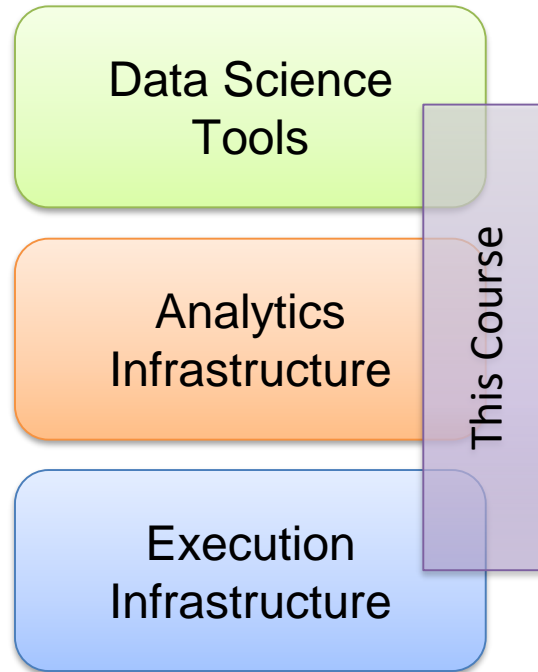 Data Science
Tools
Analytics
Infrastructure
This Course
Execution
Infrastructure